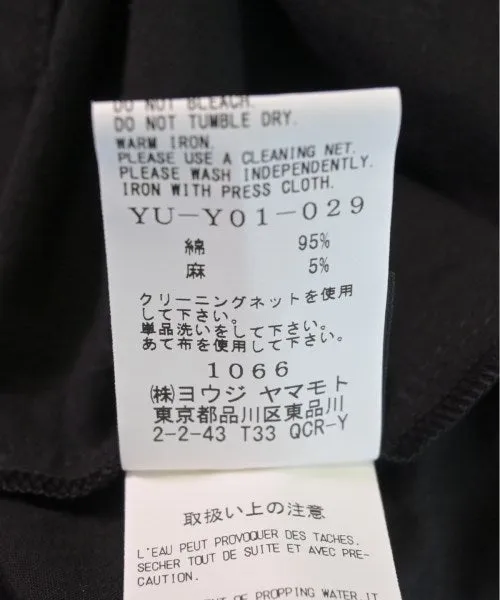 DO NOT BLEACH.
DO NOT TUMBLE DRY.
WARM IRON.
PLEASE USE A CLEANING NET.
PLEASE WASH INDEPENDENTLY.
IRON WITH PRESS CLOTH.
YU-Y01-029
綿 95%
麻 5%
クリーニングネットを使用
して下さい。
単品洗いをして下さい。
あて布を使用して下さい。
1066
㈱ヨウジ ヤマモト
東京都品川区東品川
2-2-43 T33 QCR-Y
取扱い上の注意
L'EAU PEUT PROVOQUER DES TACHES.
SECHER TOUT DE SUITE ET AVEC PRE-
CAUTION.
OF PROPPING WATER, IT